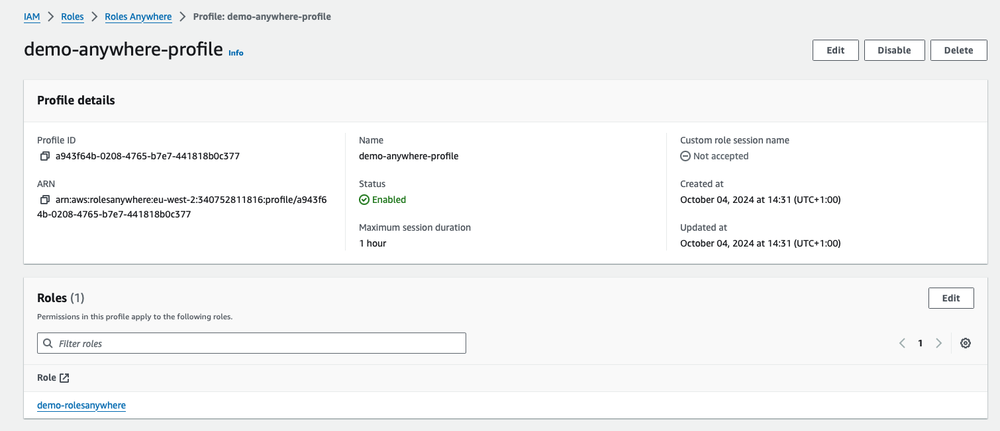 IAM > Roles > Roles Anywhere > Profile: demo-anywhere-profile
demo-anywhere-profile Info
Edit
Disable
Delete
Profile details
Profile ID
a943f64b-0208-4765-b7e7-441818b0c377
ARN
arn:aws:rolesanywhere:eu-west-2:340752811816:profile/a943f6
4b-0208-4765-b7e7-441818b0c377
Name
demo-anywhere-profile
Status
Enabled
Maximum session duration
1 hour
Custom role session name
Not accepted
Created at
October 04, 2024 at 14:31 (UTC+1:00)
Updated at
October 04, 2024 at 14:31 (UTC+1:00)
Roles (1)
Edit
Permissions in this profile apply to the following roles.
Filter roles
1
Role
demo-rolesanywhere